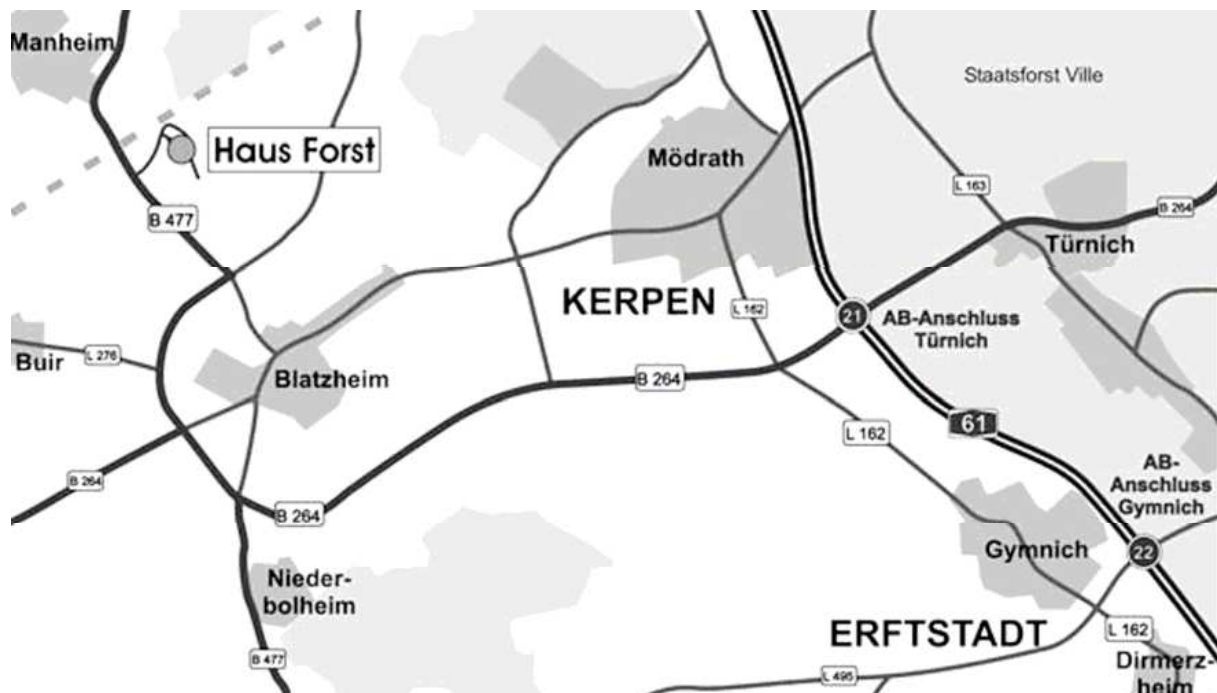 Manheim
Staatsforst Ville
Haus Forst
Mödrath
L 163
B 264
B 477
Türnich
KERPEN
L 162
21
AB-Anschluss
Türnich
Buir
L 276
Blatzheim
B 264
61
L 162
AB-
Anschluss
Gymnich
B 264
B 264
Gymnich
22
Nieder-
bolheim
ERFTSTADT
L 162
B 477
Dirmerz-
heim
L 495